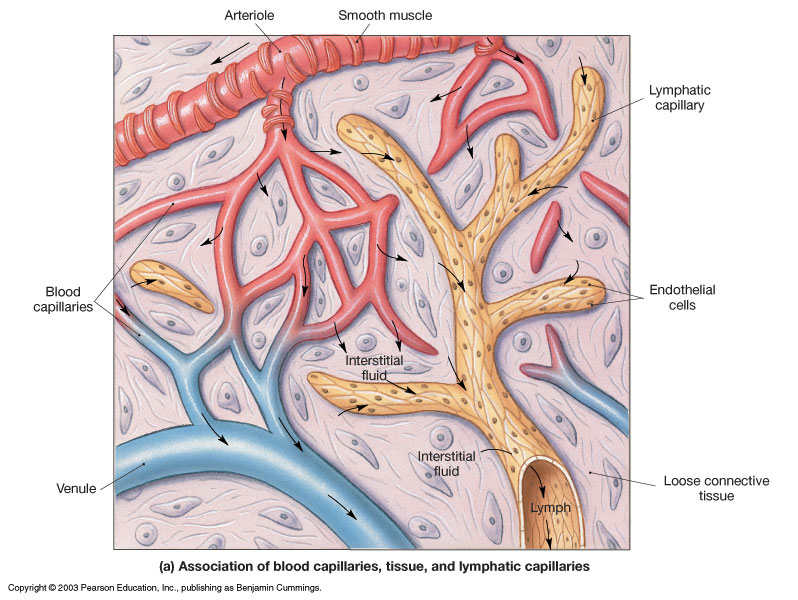 Arteriole
Smooth muscle
Lymphatic
capillary
Blood
capillaries
Endothelial
cells
Interstitial
fluid
Interstitial
fluid
Venule
Loose connective
tissue
Lymph
(a) Association of blood capillaries, tissue, and lymphatic capillaries
Copyright © 2003 Pearson Education, Inc., publishing as Benjamin Cummings.